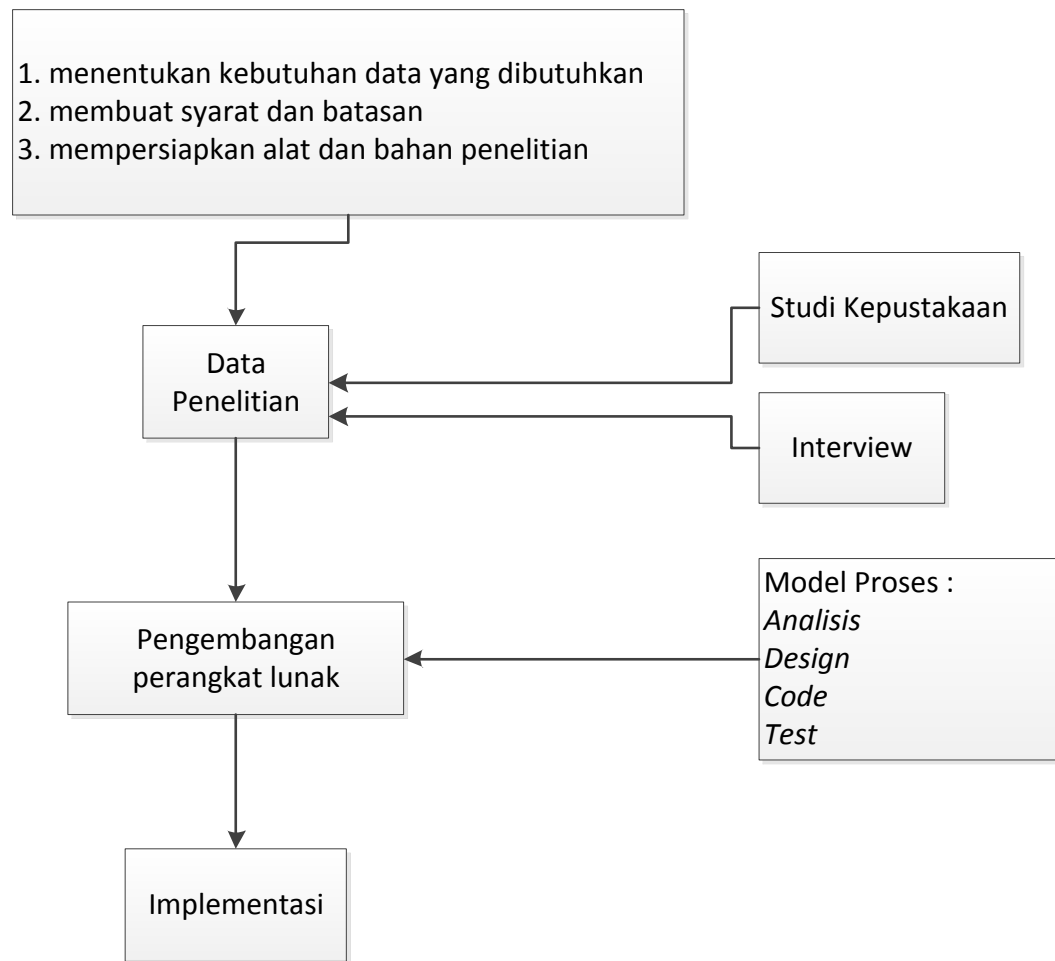 1. menentukan kebutuhan data yang dibutuhkan
2. membuat syarat dan batasan
3. mempersiapkan alat dan bahan penelitian
Studi Kepustakaan
Data
Penelitian
Interview
Model Proses :
Analisis
Design
Code
Test
Pengembangan
perangkat lunak
Implementasi